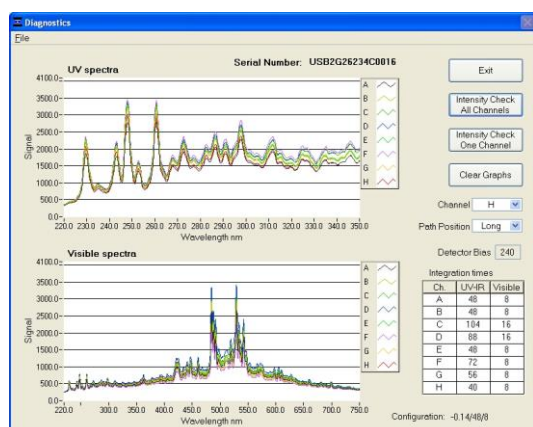 Diagnostics
File
UV spectra
Serial Number: USB2G26234C0016
4100.0
3500.0
3000.0
2500.0
2000.0
1500.0
1000.0
500.0
0.0
Signal
220.0 230.0 240.0 250.0 260.0 270.0 280.0 290.0 300.0 310.0 320.0 330.0 340.0 350.0
Wavelength nm
A
B
C
D
E
F
G
H
Visible spectra
4100.0
3500.0
3000.0
2500.0
2000.0
1500.0
1000.0
500.0
0.0
Signal
220.0 300.0 350.0 400.0 450.0 500.0 550.0 600.0 650.0 700.0 750.0
Wavelength nm
A
B
C
D
E
F
G
H
Exit
Intensity Check
All Channels
Intensity Check
One Channel
Clear Graphs
Channel H
Path Position Long
Detector Bias 240
Integration times
Ch. UV-IR Visible
A 48 8
B 48 8
C 104 16
D 88 16
E 48 8
F 72 8
G 56 8
H 40 8
Configuration: -0.14/48/8